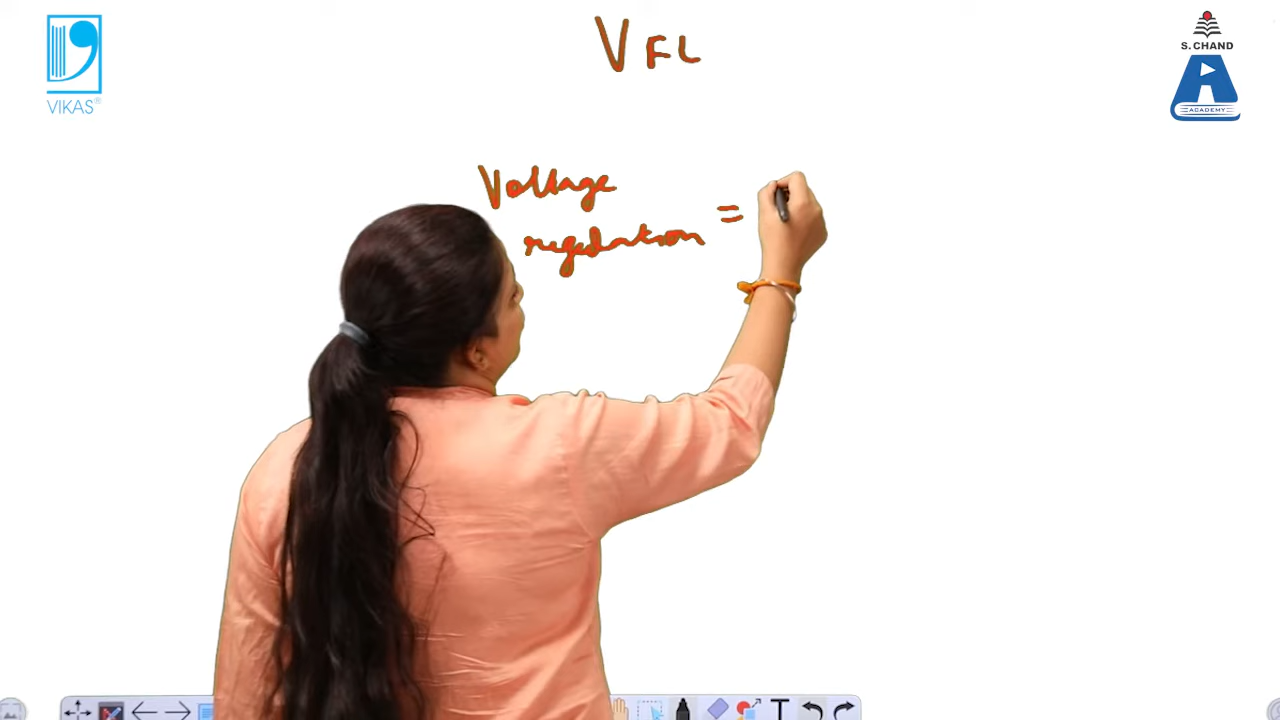 VFL
S. CHAND
ACADEMY
VIKAS®
Voltage
regulation =
T